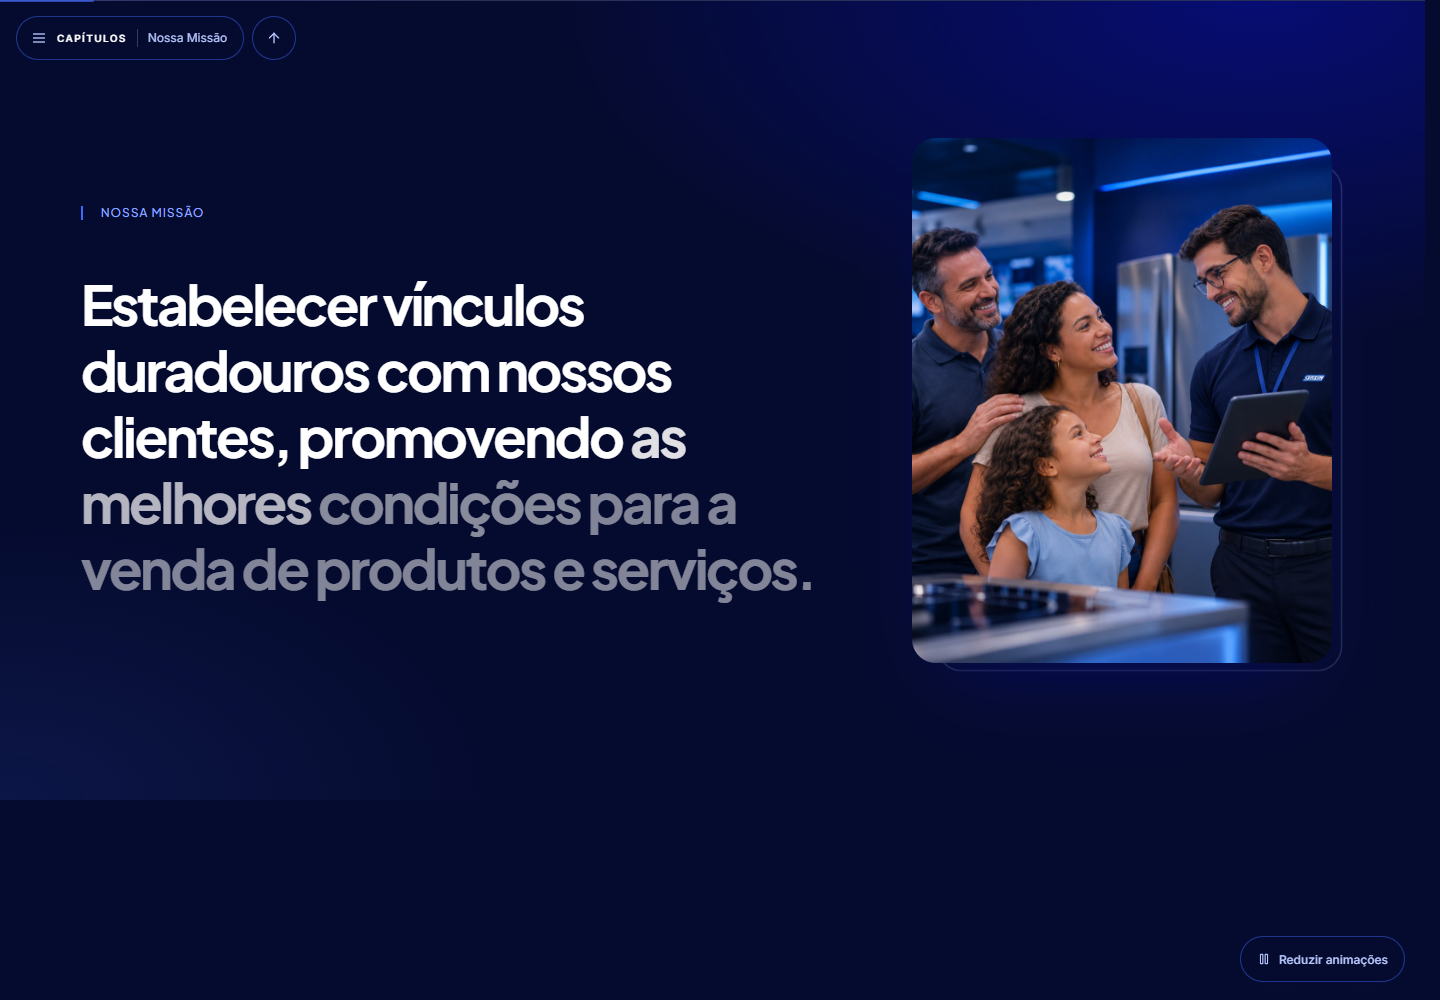 CAPÍTULOS
Nossa Missão
NOSSA MISSÃO
Estabelecer vínculos
duradouros com nossos
clientes, promovendo as
melhores condições para a
venda de produtos e serviços.
Reduzir animações